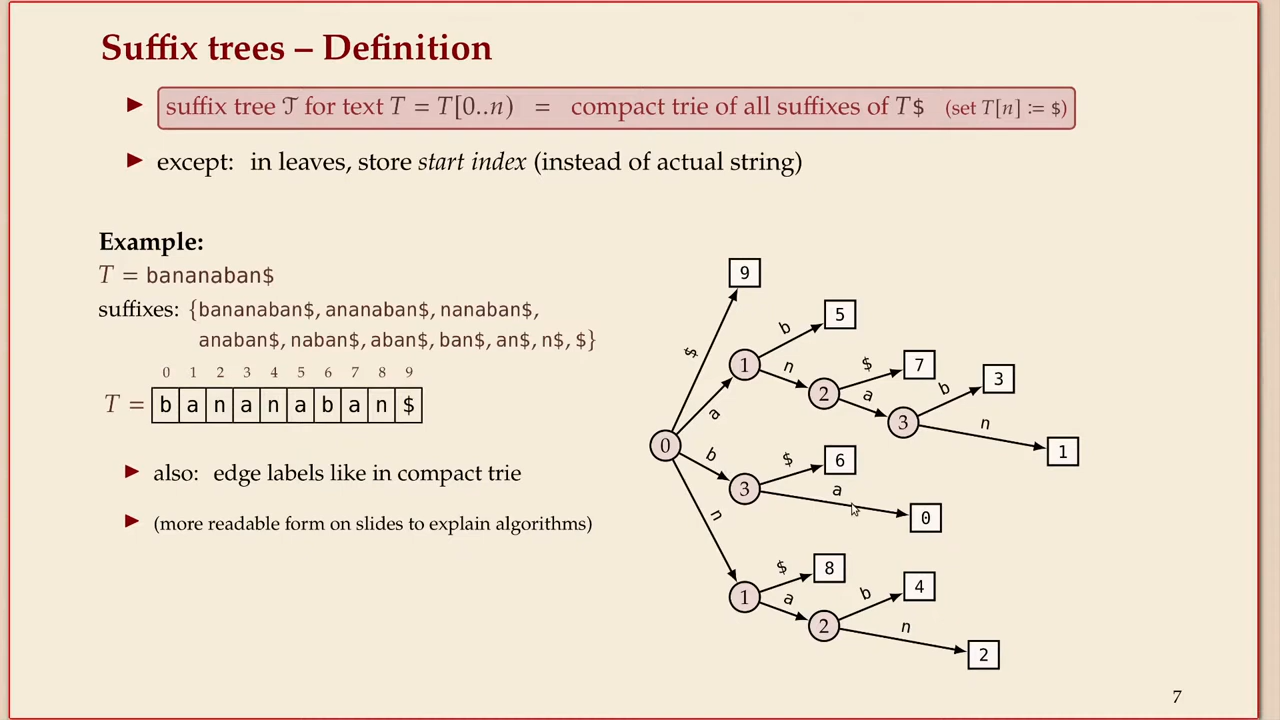 Suffix trees – Definition
▶ suffix tree 𝒯 for text T = T[0..n) = compact trie of all suffixes of T$ (set T[n] := $)
▶ except: in leaves, store start index (instead of actual string)
Example:
T = bananaban$
suffixes: {bananaban$, ananaban$, nanaban$,
anaban$, naban$, aban$, ban$, an$, n$, $}
0 1 2 3 4 5 6 7 8 9
T = b a n a n a b a n $
▶ also: edge labels like in compact trie
▶ (more readable form on slides to explain algorithms)
9
b 5
$ 1 n $ 7 b 3
a 2 a 3 n 1
0
b $ 6
3 a 0
n
$ 8
1 a b 4
2 n 2
7